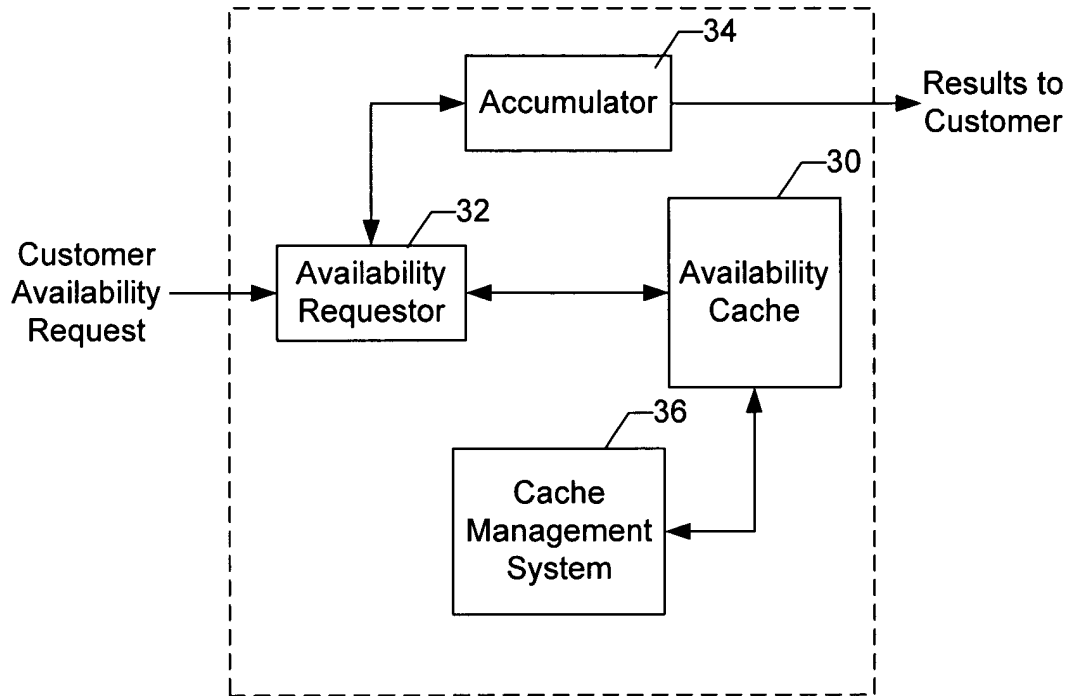 34
Accumulator
Results to
Customer
30
32
Customer
Availability
Request
Availability
Requestor
Availability
Cache
36
Cache
Management
System